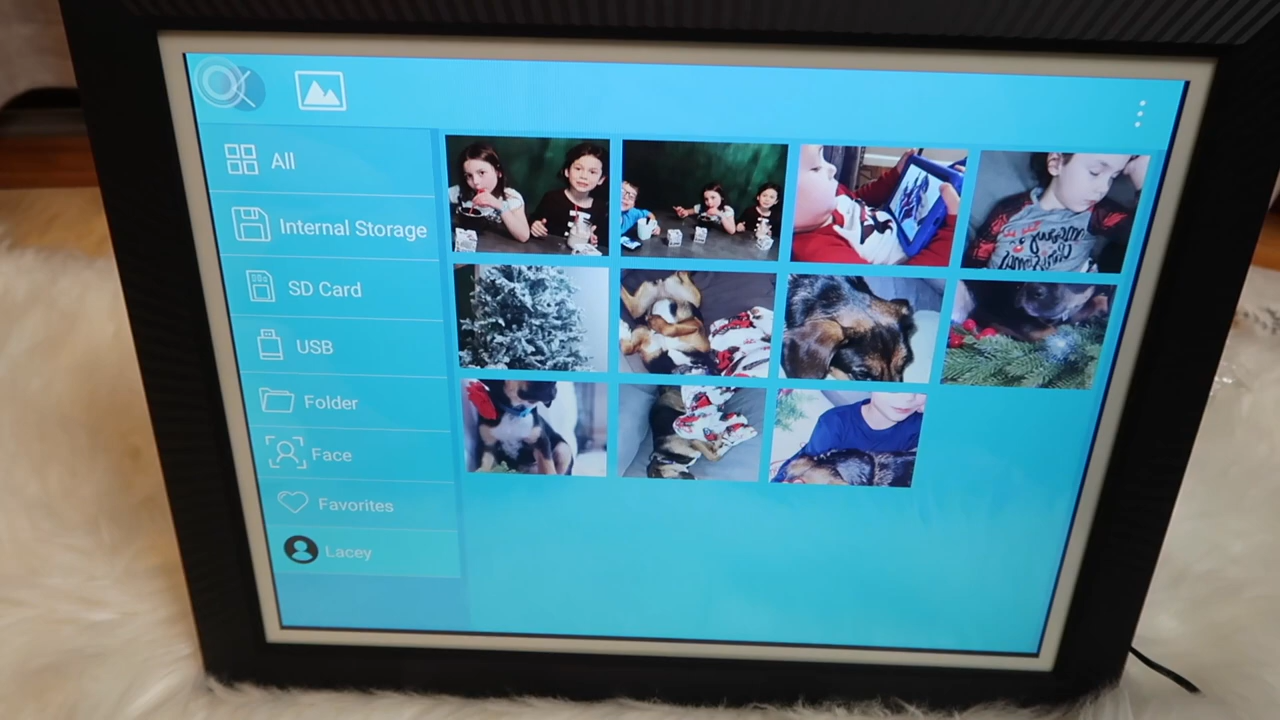 All
Internal Storage
SD Card
USB
Folder
Face
Favorites
Lacey